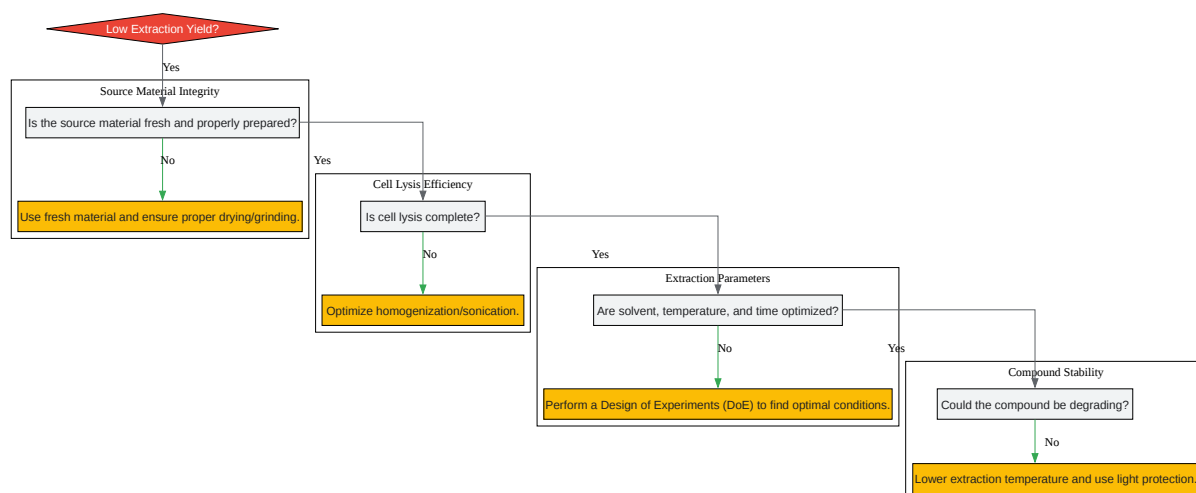 Low Extraction Yield?
Yes
Source Material Integrity
Is the source material fresh and properly prepared?
No
Yes
Use fresh material and ensure proper drying/grinding.
Cell Lysis Efficiency
Is cell lysis complete?
No
Yes
Optimize homogenization/sonication.
Extraction Parameters
Are solvent, temperature, and time optimized?
No
Yes
Perform a Design of Experiments (DoE) to find optimal conditions.
Compound Stability
Could the compound be degrading?
No
Lower extraction temperature and use light protection.